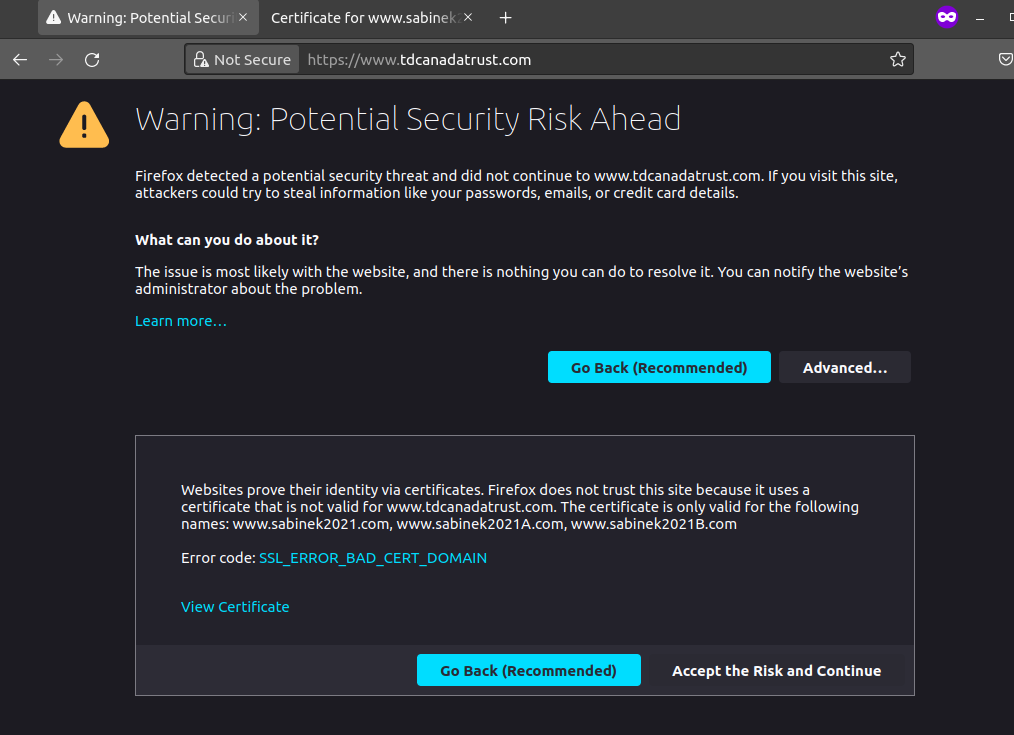 Warning: Potential Securi
Certificate for www.sabinek2
Not Secure
https://www.tdcanadatrust.com
Warning: Potential Security Risk Ahead
Firefox detected a potential security threat and did not continue to www.tdcanadatrust.com. If you visit this site,
attackers could try to steal information like your passwords, emails, or credit card details.
What can you do about it?
The issue is most likely with the website, and there is nothing you can do to resolve it. You can notify the website’s
administrator about the problem.
Learn more…
Go Back (Recommended)
Advanced…
Websites prove their identity via certificates. Firefox does not trust this site because it uses a
certificate that is not valid for www.tdcanadatrust.com. The certificate is only valid for the following
names: www.sabinek2021.com, www.sabinek2021A.com, www.sabinek2021B.com
Error code: SSL_ERROR_BAD_CERT_DOMAIN
View Certificate
Go Back (Recommended)
Accept the Risk and Continue